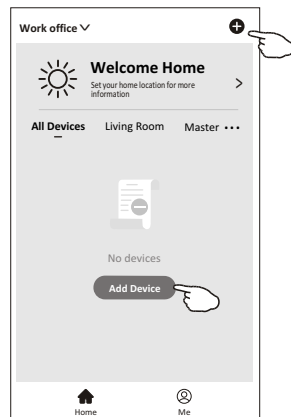 Work office
Welcome Home
Set your home location for more
information
All Devices Living Room Master
No devices
Add Device
Home Me